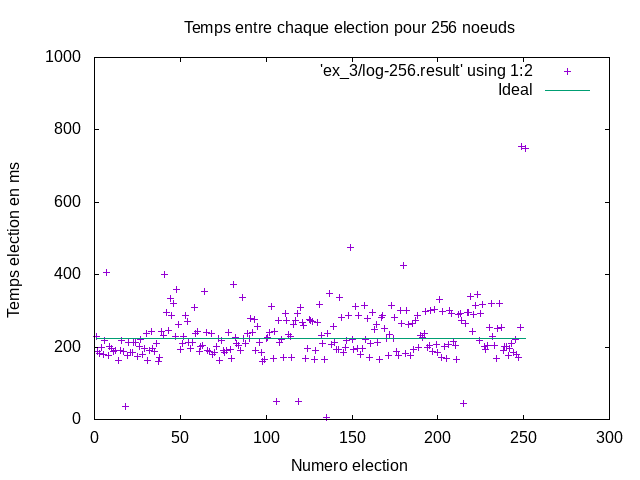 Temps entre chaque election pour 256 noeuds
'ex_3/log-256.result' using 1:2
Ideal
Temps election en ms
1000
800
600
400
200
0
0 50 100 150 200 250 300
Numero election